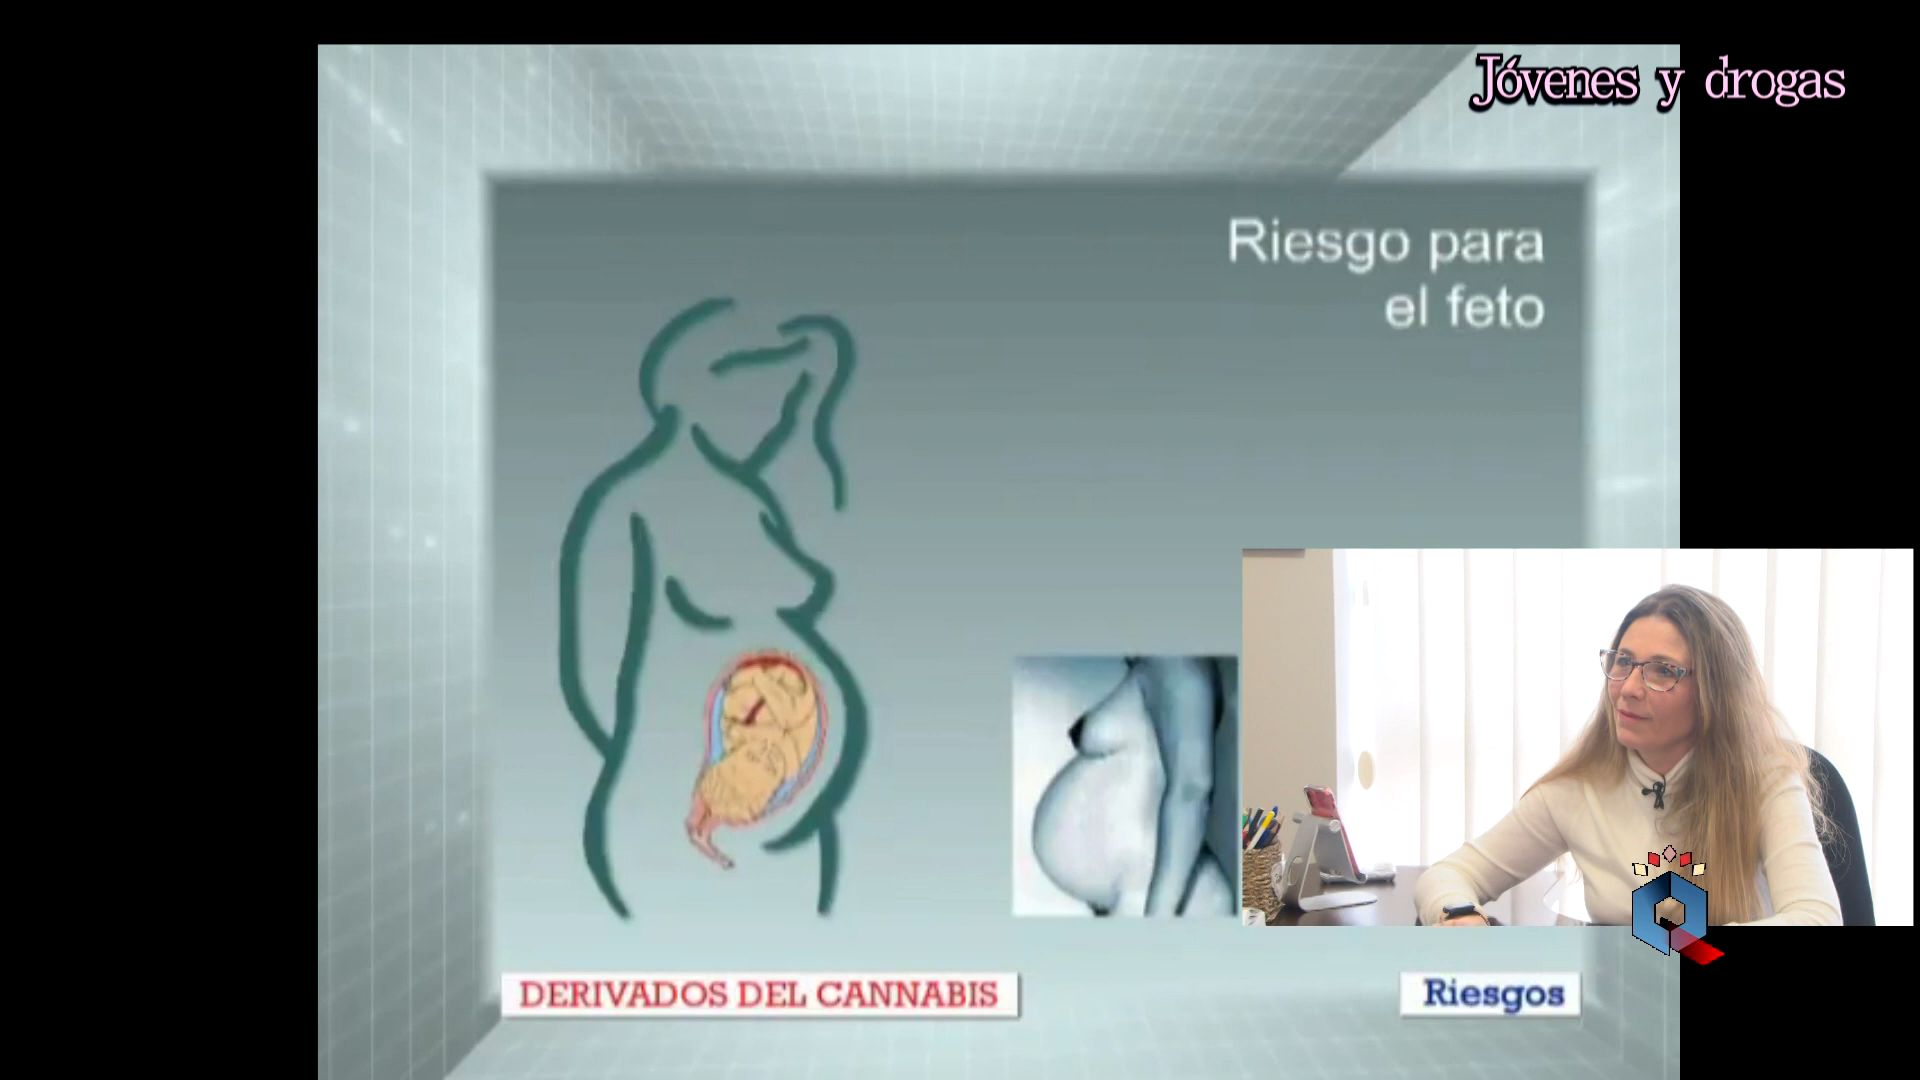 Jóvenes y drogas
Riesgo para
el feto
DERIVADOS DEL CANNABIS
Riesgos